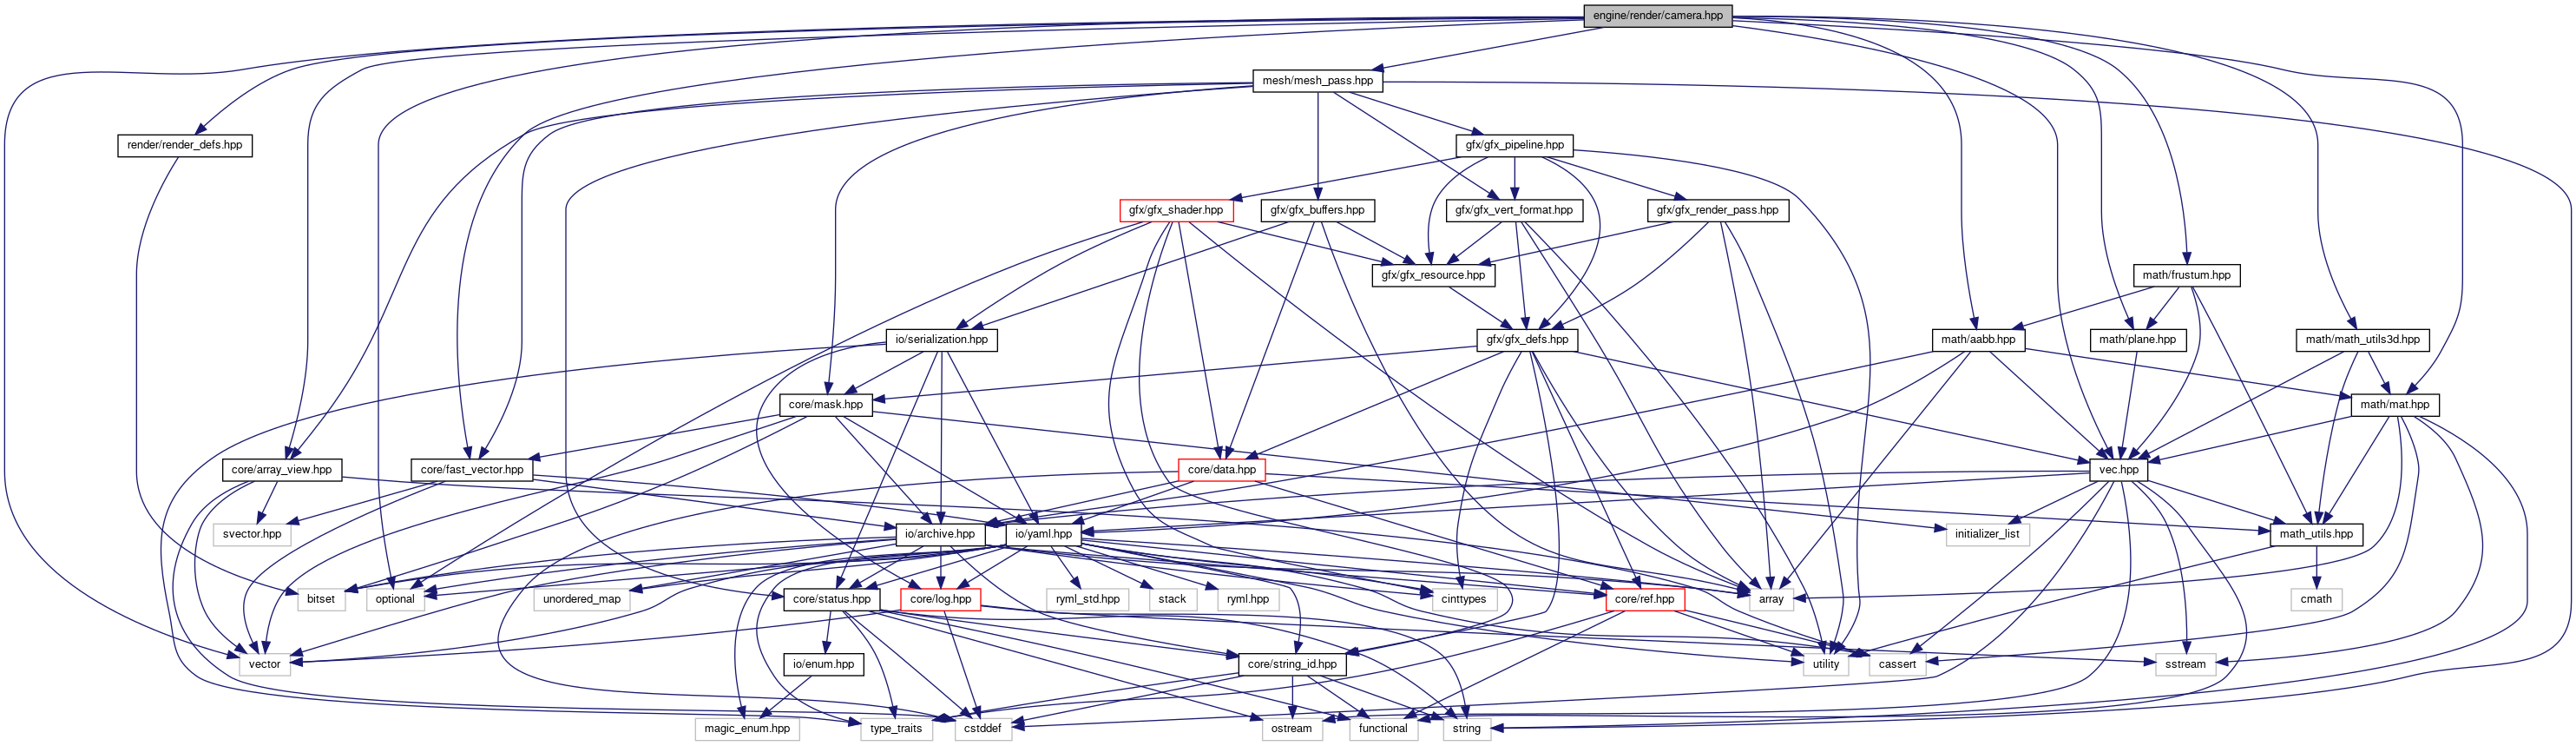 engine/render/camera.hpp
mesh/mesh_pass.hpp
render/render_defs.hpp
gfx/gfx_pipeline.hpp
gfx/gfx_shader.hpp
gfx/gfx_buffers.hpp
gfx/gfx_vert_format.hpp
gfx/gfx_render_pass.hpp
gfx/gfx_resource.hpp
math/frustum.hpp
io/serialization.hpp
gfx/gfx_defs.hpp
math/aabb.hpp
math/plane.hpp
math/math_utils3d.hpp
core/mask.hpp
math/mat.hpp
core/array_view.hpp
core/fast_vector.hpp
core/data.hpp
vec.hpp
svector.hpp
io/archive.hpp
io/yaml.hpp
initializer_list
math_utils.hpp
bitset
optional
unordered_map
core/status.hpp
core/log.hpp
ryml_std.hpp
stack
ryml.hpp
cinttypes
core/ref.hpp
array
cmath
vector
io/enum.hpp
core/string_id.hpp
utility
cassert
sstream
magic_enum.hpp
type_traits
cstddef
ostream
functional
string